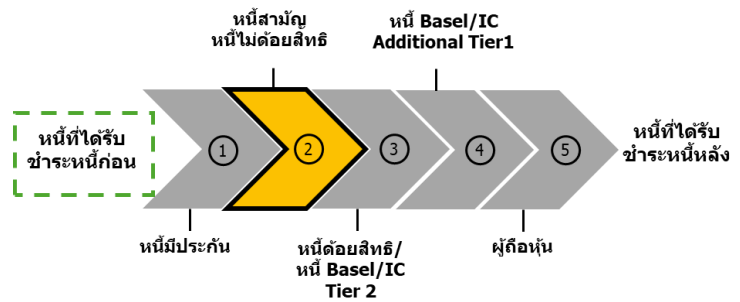 หนี้สามัญ
หนี้ไม่ด้อยสิทธิ
หนี้ Basel/IC
Additional Tier1
หนี้ที่ได้รับ
ชำระหนี้ก่อน
1
2
3
4
5
หนี้ที่ได้รับ
ชำระหนี้หลัง
หนี้มีประกัน
หนี้ด้อยสิทธิ/
หนี้ Basel/IC
Tier 2
ผู้ถือหุ้น